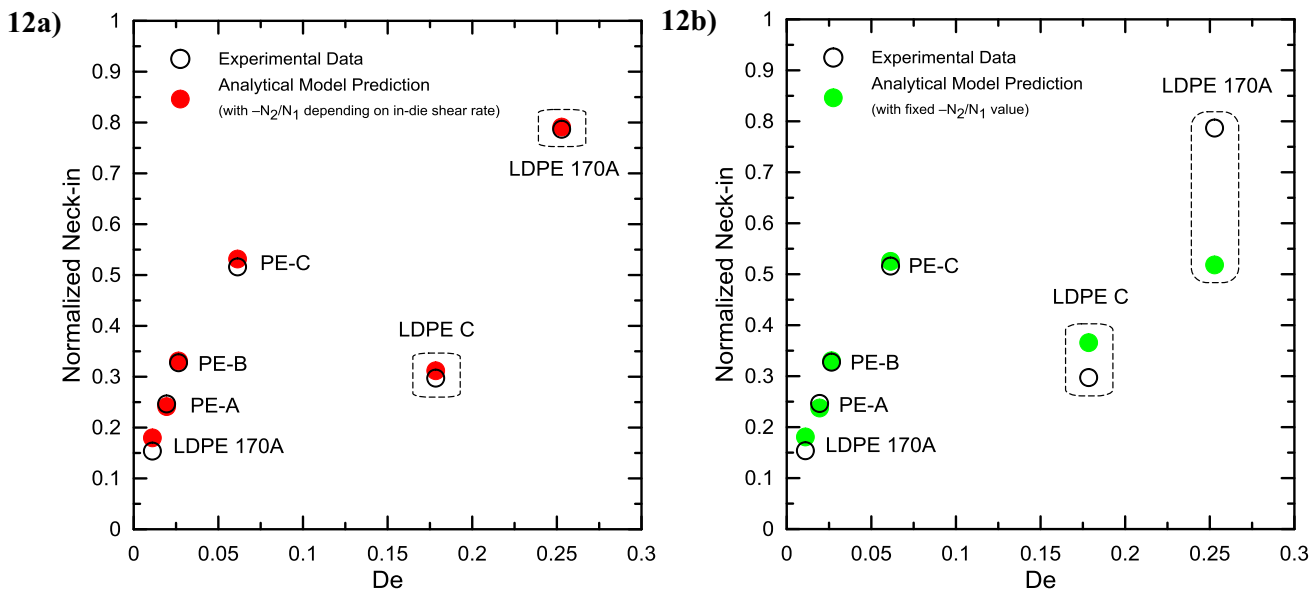 12a)
1
0.9
0.8
0.7
0.6
0.5
0.4
0.3
0.2
0.1
0
Normalized Neck-in
Experimental Data
Analytical Model Prediction
(with –N2/N1 depending on in-die shear rate)
LDPE 170A
PE-C
LDPE C
PE-B
PE-A
LDPE 170A
0 0.05 0.1 0.15 0.2 0.25 0.3
De
12b)
1
0.9
0.8
0.7
0.6
0.5
0.4
0.3
0.2
0.1
0
Normalized Neck-in
Experimental Data
Analytical Model Prediction
(with fixed –N2/N1 value)
LDPE 170A
PE-C
LDPE C
PE-B
PE-A
LDPE 170A
0 0.05 0.1 0.15 0.2 0.25 0.3
De